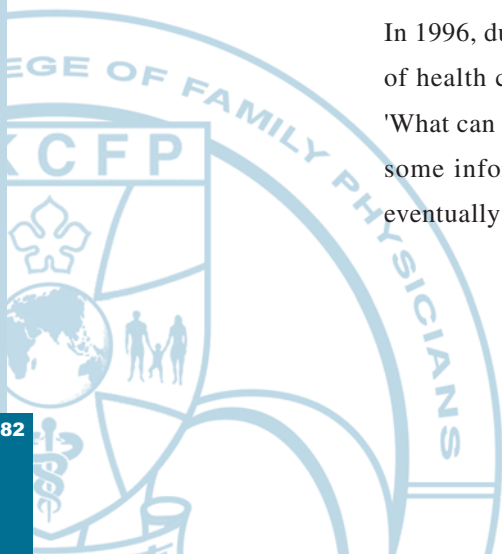 In 1996, du
of health c
'What can
some info
eventually
EGE OF FAMILY PHYSICIANS
KCFP
82